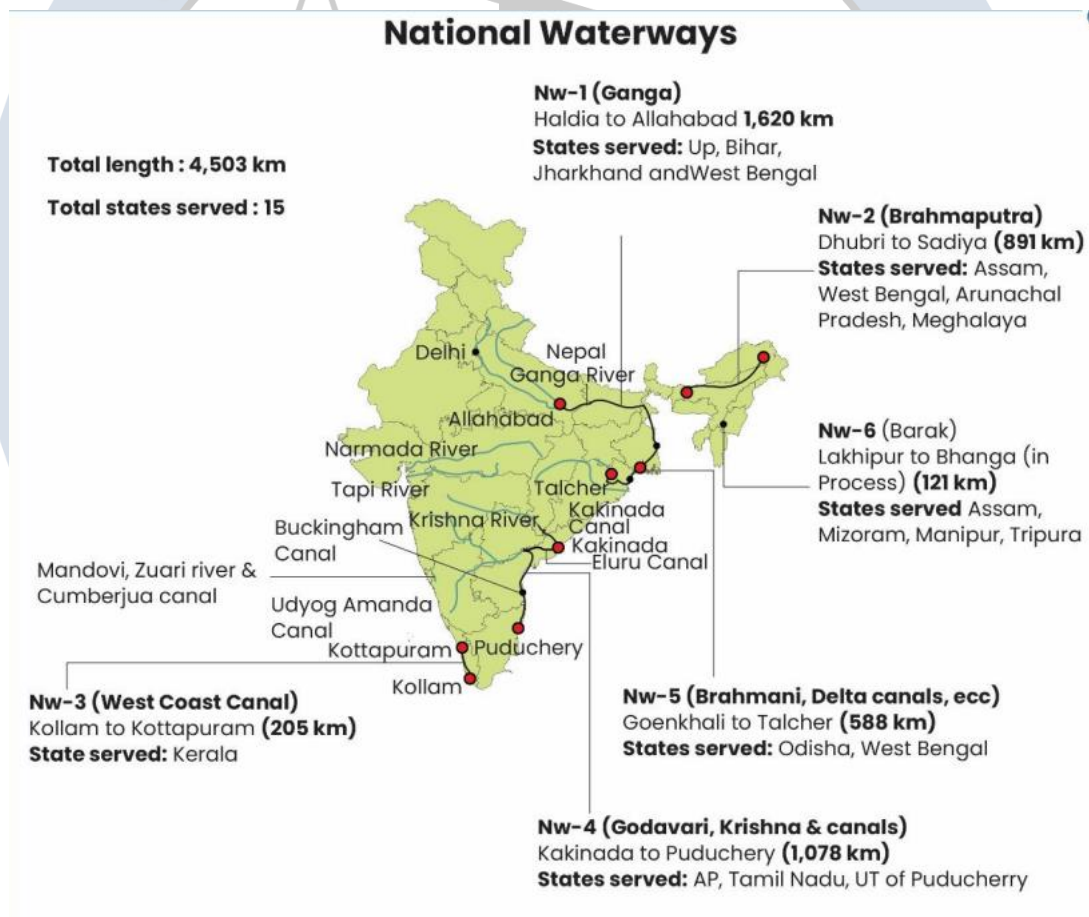 National Waterways
Nw-1 (Ganga)
Haldia to Allahabad 1,620 km
States served: Up, Bihar,
Jharkhand andWest Bengal
Total length : 4,503 km
Total states served : 15
Nw-2 (Brahmaputra)
Dhubri to Sadiya (891 km)
States served: Assam,
West Bengal, Arunachal
Pradesh, Meghalaya
Delhi
Nepal
Ganga River
Allahabad
Narmada River
Tapi River
Talcher
Nw-6 (Barak)
Lakhipur to Bhanga (in
Process) (121 km)
States served Assam,
Mizoram, Manipur, Tripura
Krishna River
Kakinada
Canal
Buckingham
Canal
Kakinada
Eluru Canal
Mandovi, Zuari river &
Cumberjua canal
Udyog Amanda
Canal
Kottapuram
Puduchery
Kollam
Nw-3 (West Coast Canal)
Kollam to Kottapuram (205 km)
State served: Kerala
Nw-5 (Brahmani, Delta canals, ecc)
Goenkhali to Talcher (588 km)
States served: Odisha, West Bengal
Nw-4 (Godavari, Krishna & canals)
Kakinada to Puduchery (1,078 km)
States served: AP, Tamil Nadu, UT of Puducherry